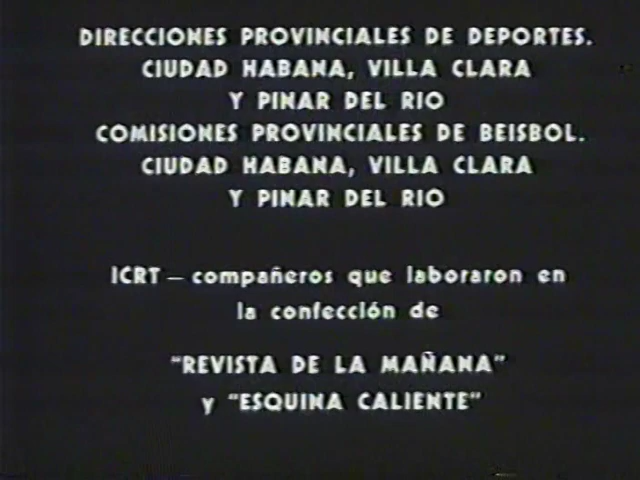 DIRECCIONES PROVINCIALES DE DEPORTES.
CIUDAD HABANA, VILLA CLARA
Y PINAR DEL RIO
COMISIONES PROVINCIALES DE BEISBOL.
CIUDAD HABANA, VILLA CLARA
Y PINAR DEL RIO
ICRT – compañeros que laboraron en
la confección de
"REVISTA DE LA MAÑANA"
y "ESQUINA CALIENTE"